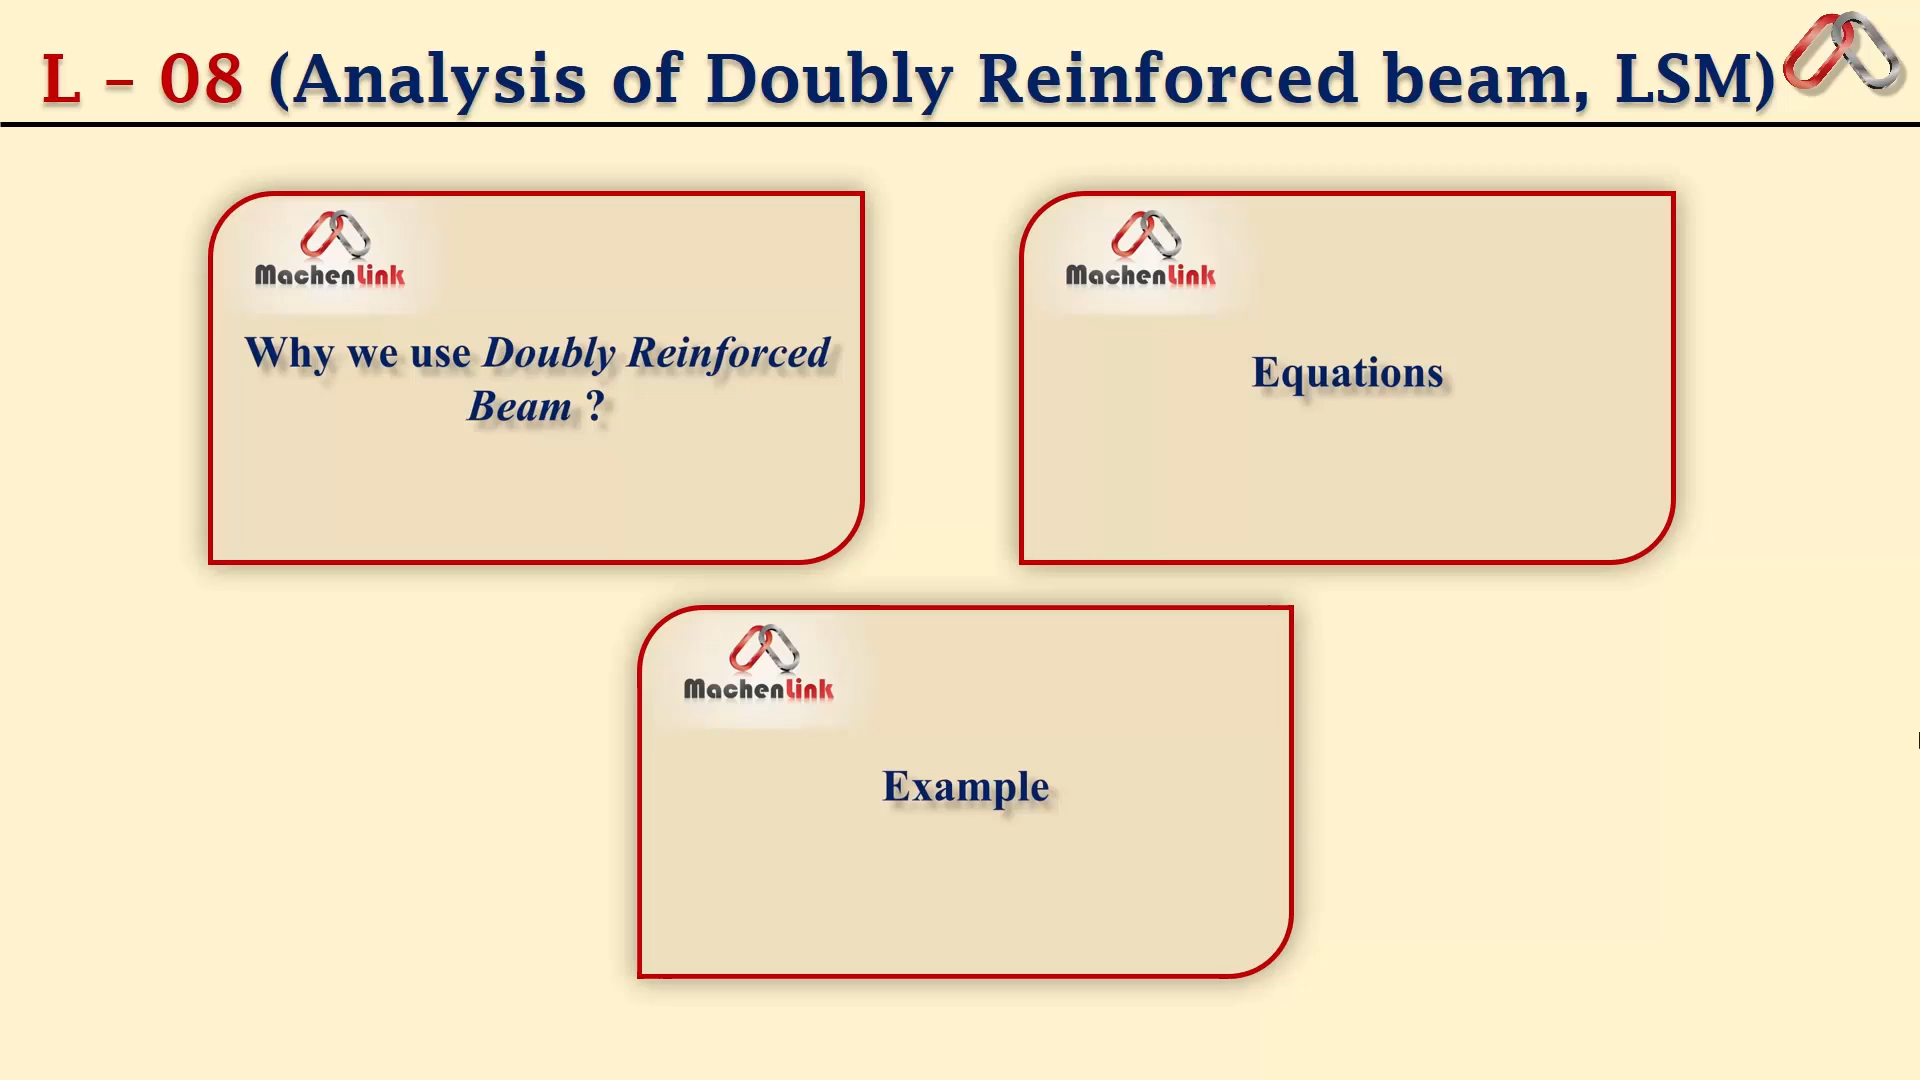 L – 08 (Analysis of Doubly Reinforced beam, LSM)
MachenLink
Why we use Doubly Reinforced
Beam ?
MachenLink
Equations
MachenLink
Example